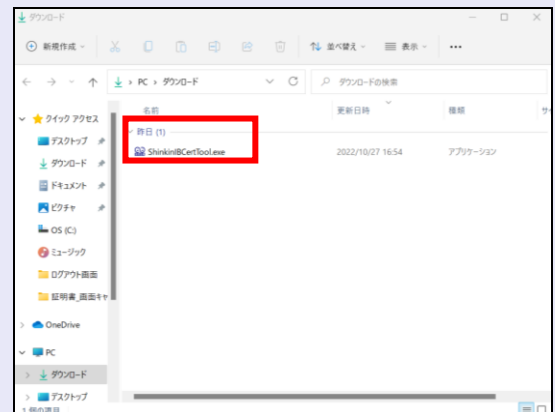 ダウンロード
新規作成
並べ替え
表示
PC > ダウンロード
ダウンロードの検索
名前
更新日時
種類
サイ
クイック アクセス
昨日 (1)
ShinkinIBCertTool.exe
2022/10/27 16:54
アプリケーション
デスクトップ
ダウンロード
ドキュメント
ピクチャ
OS (C:)
ミュージック
ログアウト画面
証明書_画面キャ
OneDrive
PC
ダウンロード
デスクトップ
1 個の項目